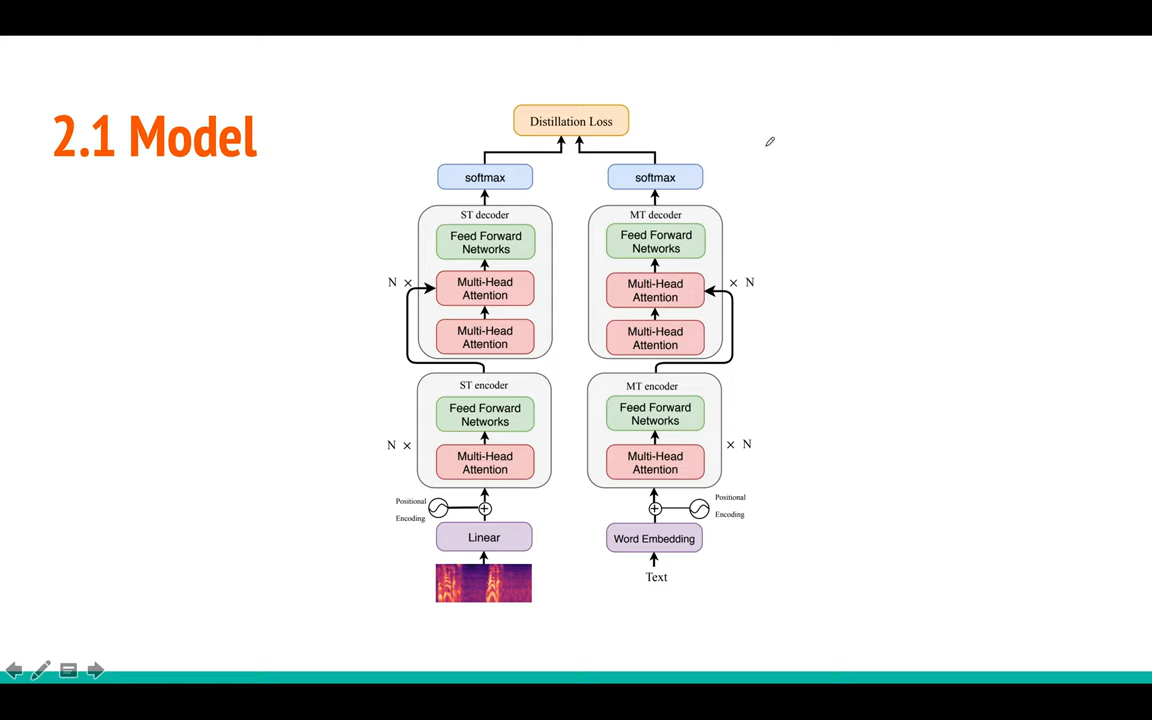 2.1 Model
Distillation Loss
softmax
softmax
ST decoder
Feed Forward
Networks
Multi-Head
Attention
Multi-Head
Attention
N ×
MT decoder
Feed Forward
Networks
Multi-Head
Attention
Multi-Head
Attention
× N
ST encoder
Feed Forward
Networks
Multi-Head
Attention
N ×
MT encoder
Feed Forward
Networks
Multi-Head
Attention
× N
Positional
Encoding
Positional
Encoding
Linear
Word Embedding
Text